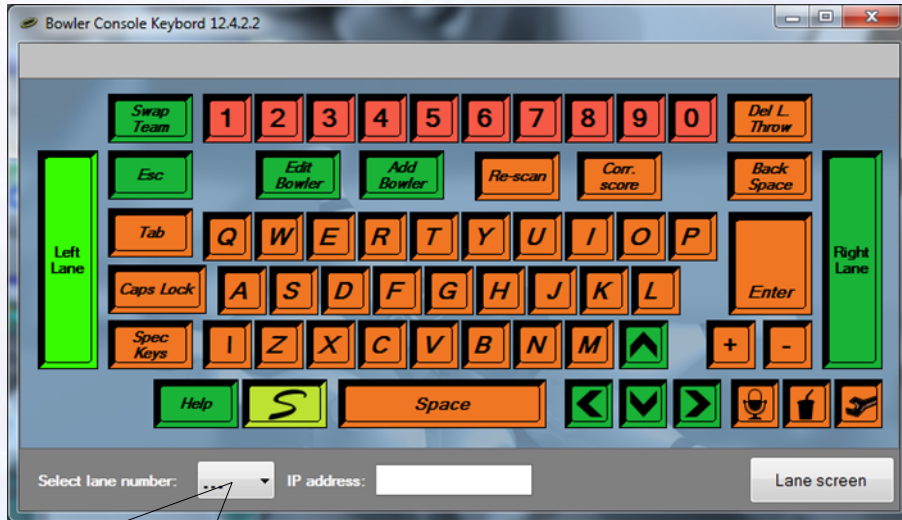 Bowler Console Keybord 12.4.2.2
Swap Team 1 2 3 4 5 6 7 8 9 0 Del L. Throw
Esc Edit Bowler Add Bowler Re-scan Corr. score Back Space
Left Lane Tab Q W E R T Y U I O P Enter Right Lane
Caps Lock A S D F G H J K L
Spec Keys | Z X C V B N M + -
Help S Space
Select lane number: ... IP address: Lane screen